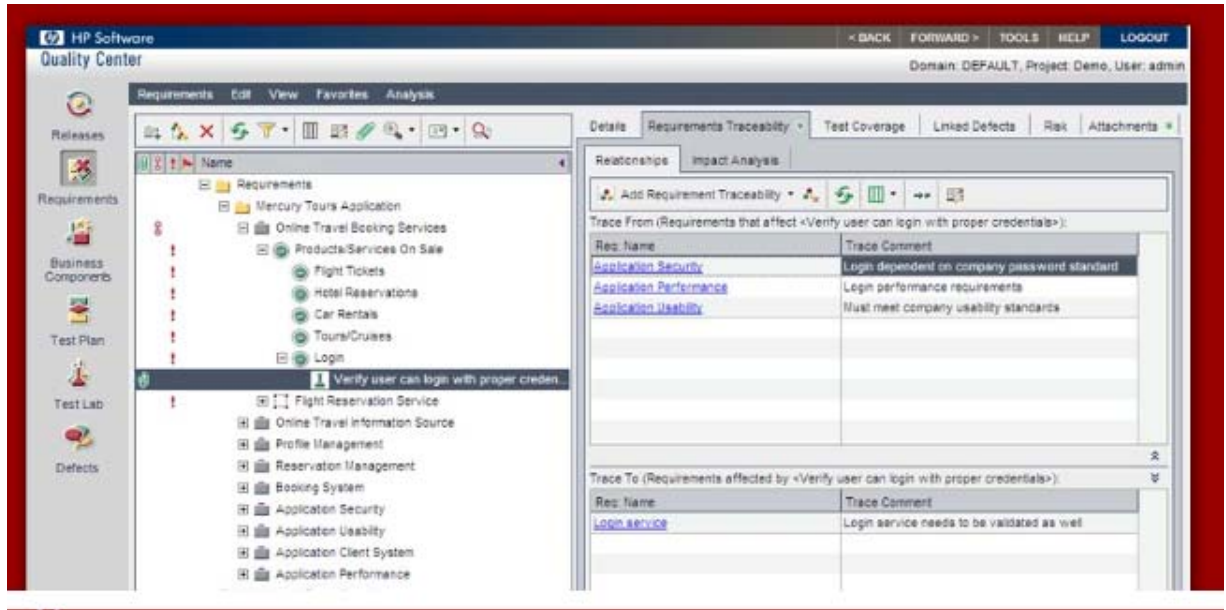 HP Software
< BACK FORWARD > TOOLS HELP LOGOUT
Quality Center
Domain: DEFAULT, Project: Demo, User: admin
Requirements Edit View Favorites Analysis
Releases
Requirements
Business
Components
Test Plan
Test Lab
Defects
Name
Requirements
Mercury Tours Application
Online Travel Booking Services
Products/Services On Sale
Flight Tickets
Hotel Reservations
Car Rentals
Tours/Cruises
Login
Verify user can login with proper creden...
Flight Reservation Service
Online Travel Information Source
Profile Management
Reservation Management
Booking System
Application Security
Application Usability
Application Client System
Application Performance
Details Requirements Traceability Test Coverage Linked Defects Risk Attachments
Relationships Impact Analysis
Add Requirement Traceability
Trace From (Requirements that affect <Verify user can login with proper credentials>):
Req: Name Trace Comment
Application Security Login dependent on company password standard
Application Performance Login performance requirements
Application Usability Must meet company usability standards
Trace To (Requirements affected by <Verify user can login with proper credentials>):
Req: Name Trace Comment
Login service Login service needs to be validated as well